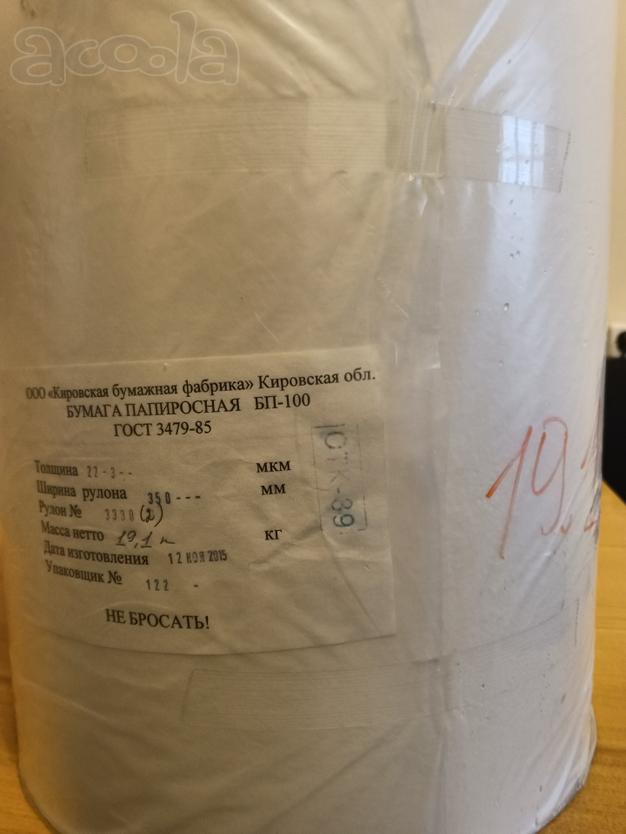 acoola
ООО «Кировская бумажная фабрика» Кировская обл.
БУМАГА ПАПИРОСНАЯ БП-100
ГОСТ 3479-85
Толщина 22-3-- мкм
Ширина рулона 350--- мм
Рулон № 3330 (2)
Масса нетто 19,1 кг
Дата изготовления 12 НОЯ 2015
Упаковщик № 122 -
НЕ БРОСАТЬ!
ОТК-89